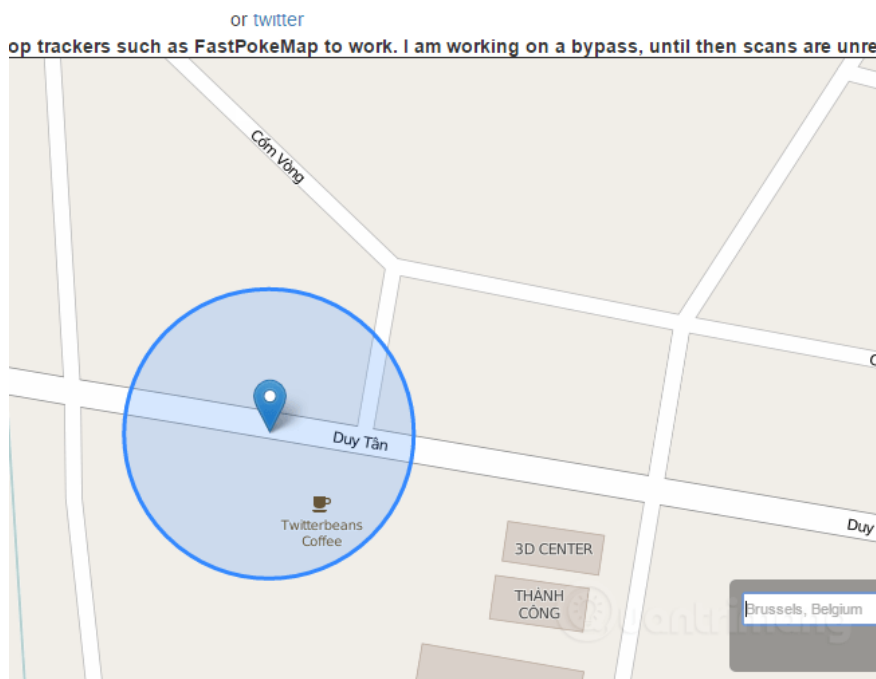 or twitter
op trackers such as FastPokeMap to work. I am working on a bypass, until then scans are unre
Cốm Vòng
C
Duy Tân
Twitterbeans
Coffee
Duy
3D CENTER
THÀNH
CÔNG
Brussels, Belgium
uantrimang